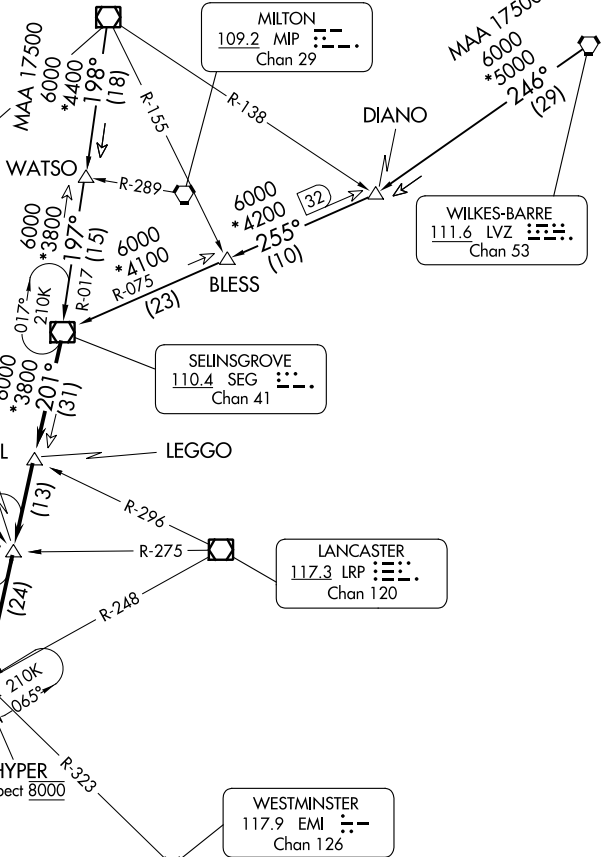 MILTON
109.2 MIP
Chan 29
MAA 17500
6000
*4400
198°
(18)
R-155
R-138
MAA 17500
6000
*5000
246°
(29)
DIANO
WATSO
R-289
6000
*4200
255°
(10)
32
WILKES-BARRE
111.6 LVZ
Chan 53
6000
*3800
197°
(15)
R-017
6000
*4100
R-075
(23)
BLESS
017°
210K
SELINSGROVE
110.4 SEG
Chan 41
6000
*3800
201°
(31)
L
LEGGO
(13)
R-296
R-275
R-248
LANCASTER
117.3 LRP
Chan 120
(24)
210K
065°
HYPER
pect 8000
R-323
WESTMINSTER
117.9 EMI
Chan 126